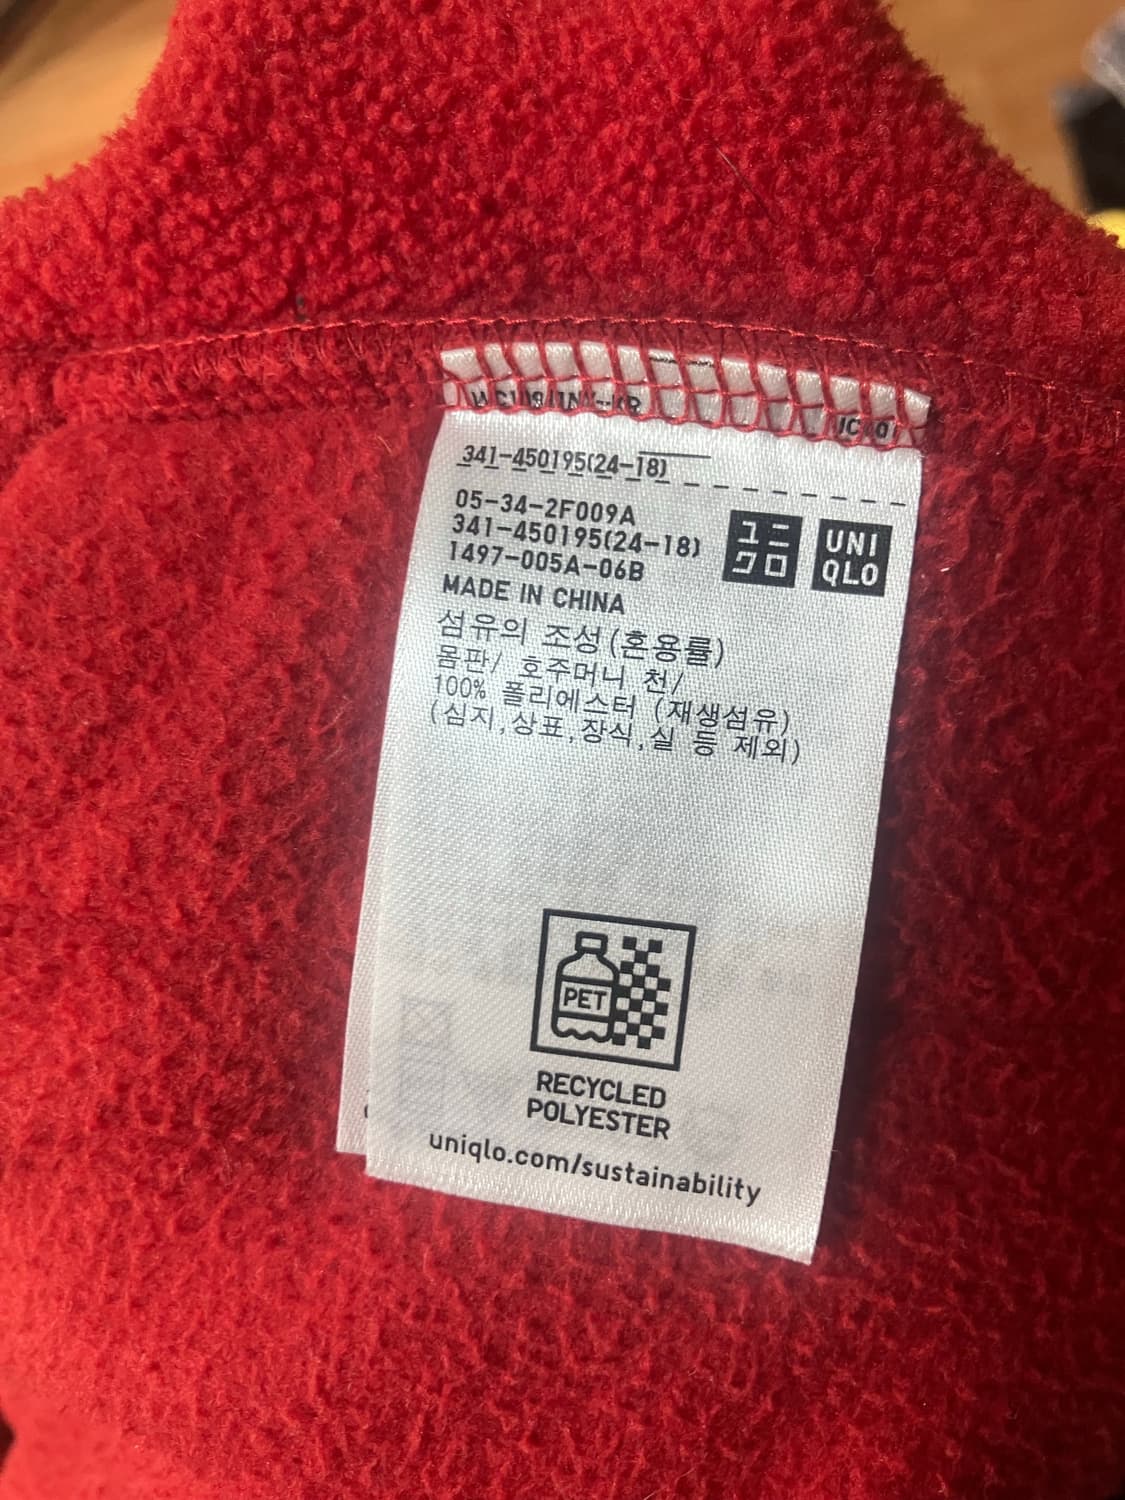 341-450195(24-18)
05-34-2F009A
341-450195(24-18)
1497-005A-06B
ユニ
クロ
UNI
QLO
MADE IN CHINA
섬유의 조성(혼용률)
몸판/ 호주머니 천/
100% 폴리에스터 (재생섬유)
(심지,상표,장식,실 등 제외)
PET
RECYCLED
POLYESTER
uniqlo.com/sustainability